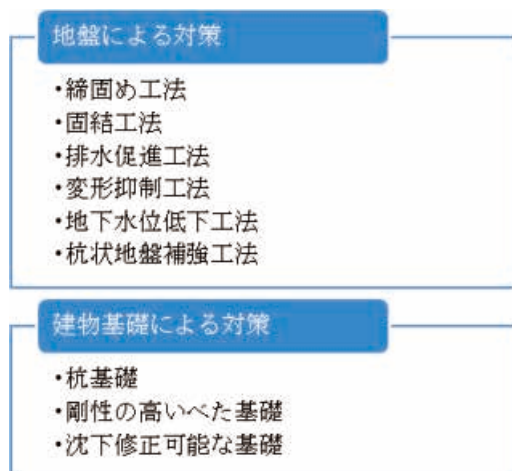 地盤による対策
・締固め工法
・固結工法
・排水促進工法
・変形抑制工法
・地下水位低下工法
・杭状地盤補強工法
建物基礎による対策
・杭基礎
・剛性の高いべた基礎
・沈下修正可能な基礎